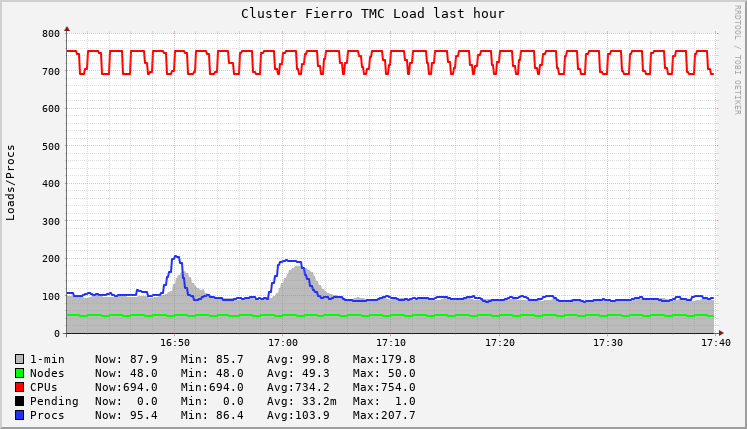 Cluster Fierro TMC Load last hour
RRDTOOL / TOBI OETIKER
Loads/Procs
800
700
600
500
400
300
200
100
0
16:50 17:00 17:10 17:20 17:30 17:40
1-min Now: 87.9 Min: 85.7 Avg: 99.8 Max:179.8
Nodes Now: 48.0 Min: 48.0 Avg: 49.3 Max: 50.0
CPUs Now:694.0 Min:694.0 Avg:734.2 Max:754.0
Pending Now: 0.0 Min: 0.0 Avg: 33.2m Max: 1.0
Procs Now: 95.4 Min: 86.4 Avg:103.9 Max:207.7